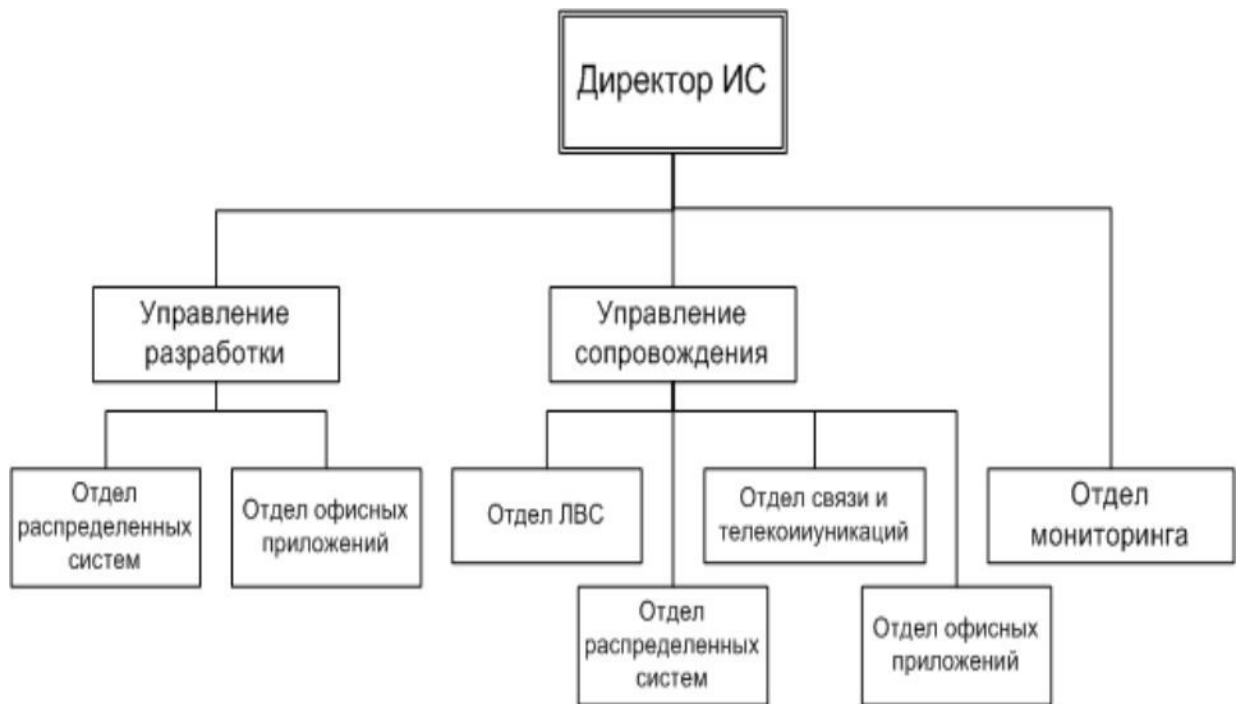 Директор ИС
Управление
разработки
Управление
сопровождения
Отдел
распределенных
систем
Отдел офисных
приложений
Отдел ЛВС
Отдел связи и
телекоииуникаций
Отдел
мониторинга
Отдел
распределенных
систем
Отдел офисных
приложений